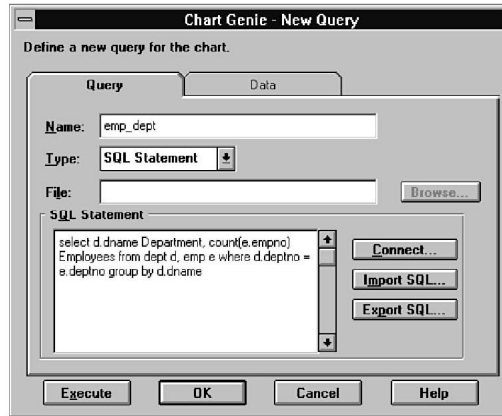 Chart Genie - New Query
Define a new query for the chart.
Query
Data
Name: emp_dept
Type: SQL Statement
File:
Browse...
SQL Statement
select d.dname Department, count(e.empno)
Employees from dept d, emp e where d.deptno =
e.deptno group by d.dname
Connect...
Import SQL...
Export SQL...
Execute
OK
Cancel
Help